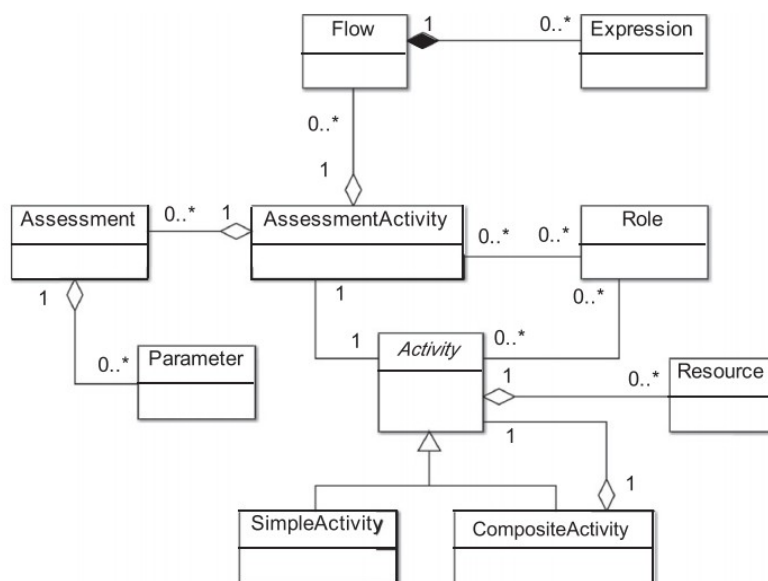 Flow
1
0..*
Expression
0..*
1
Assessment
0..*
1
AssessmentActivity
0..*
0..*
Role
1
1
0..*
1
Activity
0..*
0..*
Parameter
1
0..*
Resource
1
1
SimpleActivity
CompositeActivity